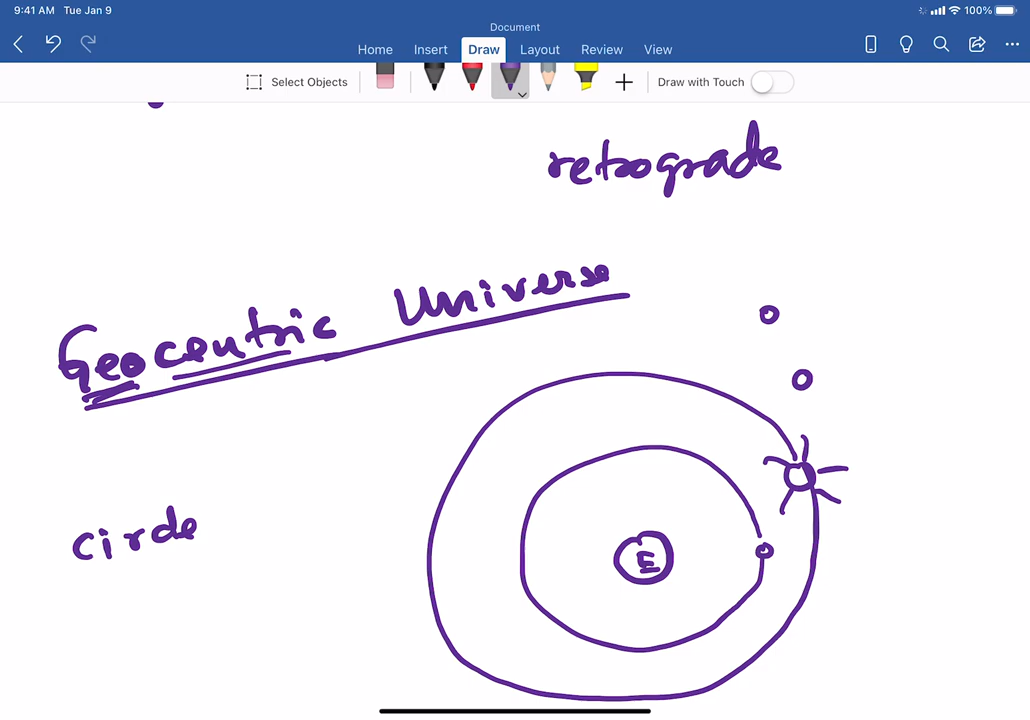 9:41 AM Tue Jan 9
100%
Document
Home Insert Draw Layout Review View
Select Objects
Draw with Touch
retrograde
Geocentric Universe
circle
E